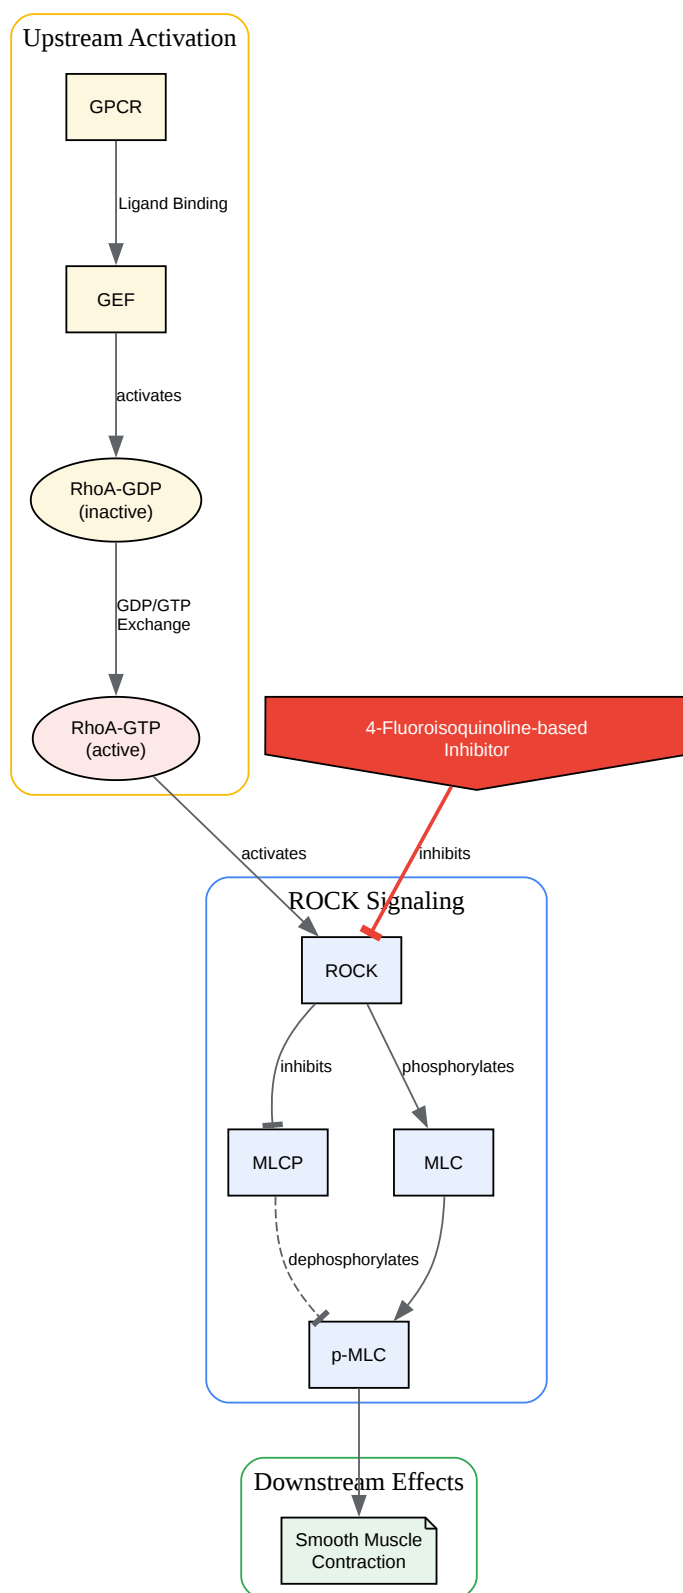 Upstream Activation
GPCR
Ligand Binding
GEF
activates
RhoA-GDP
(inactive)
GDP/GTP
Exchange
RhoA-GTP
(active)
4-Fluoroisoquinoline-based
Inhibitor
activates
inhibits
ROCK Signaling
ROCK
inhibits
phosphorylates
MLCP
MLC
dephosphorylates
p-MLC
Downstream Effects
Smooth Muscle
Contraction